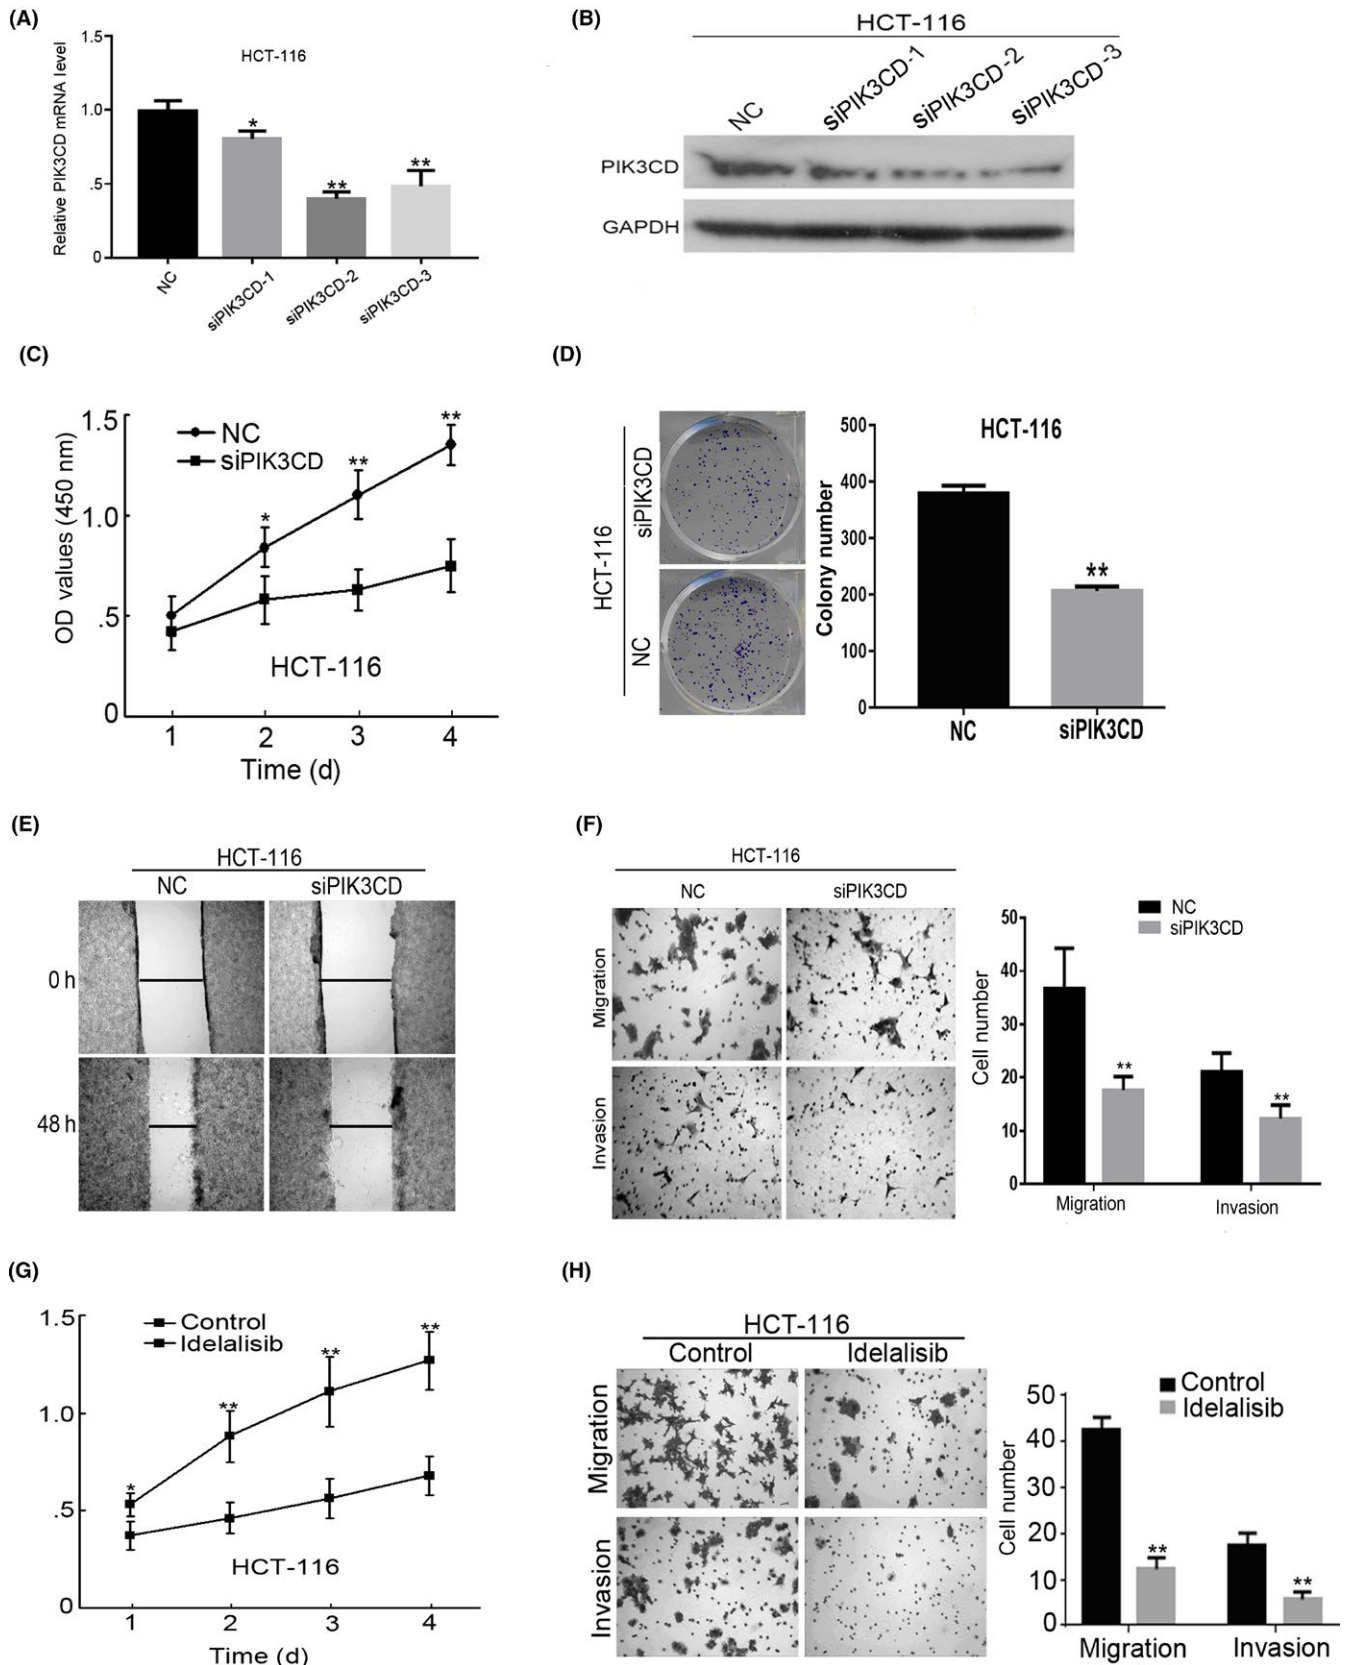 (A)
1.5
1.0
.5
0
Relative PIK3CD mRNA level
HCT-116
*
**
**
NC
siPIK3CD-1
siPIK3CD-2
siPIK3CD-3
(B)
HCT-116
NC
siPIK3CD-1
siPIK3CD-2
siPIK3CD-3
PIK3CD
GAPDH
(C)
1.5
1.0
.5
0
OD values (450 nm)
NC
siPIK3CD
*
**
**
HCT-116
1 2 3 4
Time (d)
(D)
HCT-116
siPIK3CD
NC
500
400
300
200
100
0
Colony number
HCT-116
**
NC siPIK3CD
(E)
HCT-116
NC siPIK3CD
0 h
48 h
(F)
HCT-116
NC siPIK3CD
Migration
Invasion
NC
siPIK3CD
50
40
30
20
10
0
Cell number
**
**
Migration Invasion
(G)
1.5
1.0
.5
0
Control
Idelalisib
*
**
**
**
HCT-116
1 2 3 4
Time (d)
(H)
HCT-116
Control Idelalisib
Migration
Invasion
Control
Idelalisib
50
40
30
20
10
0
Cell number
**
**
Migration Invasion